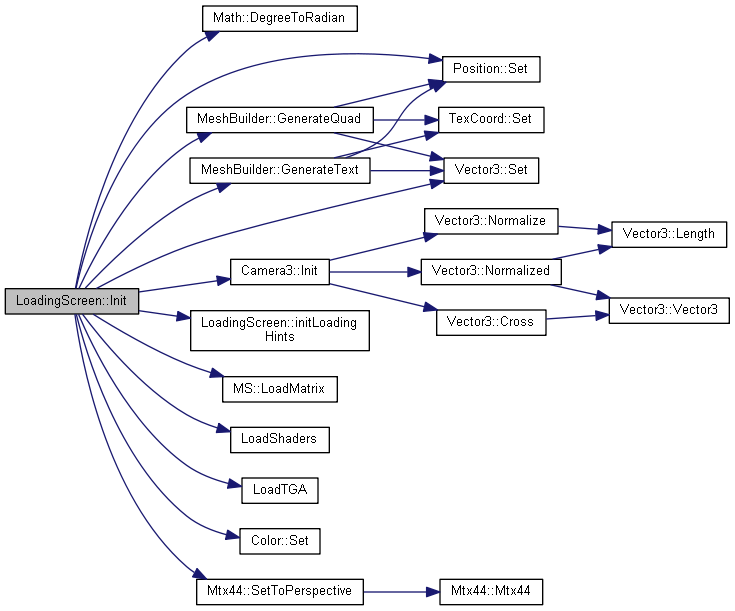 Math::DegreeToRadian
Position::Set
MeshBuilder::GenerateQuad
TexCoord::Set
MeshBuilder::GenerateText
Vector3::Set
Vector3::Normalize
Vector3::Length
Camera3::Init
Vector3::Normalized
LoadingScreen::Init
Vector3::Vector3
LoadingScreen::initLoading
Hints
Vector3::Cross
MS::LoadMatrix
LoadShaders
LoadTGA
Color::Set
Mtx44::SetToPerspective
Mtx44::Mtx44